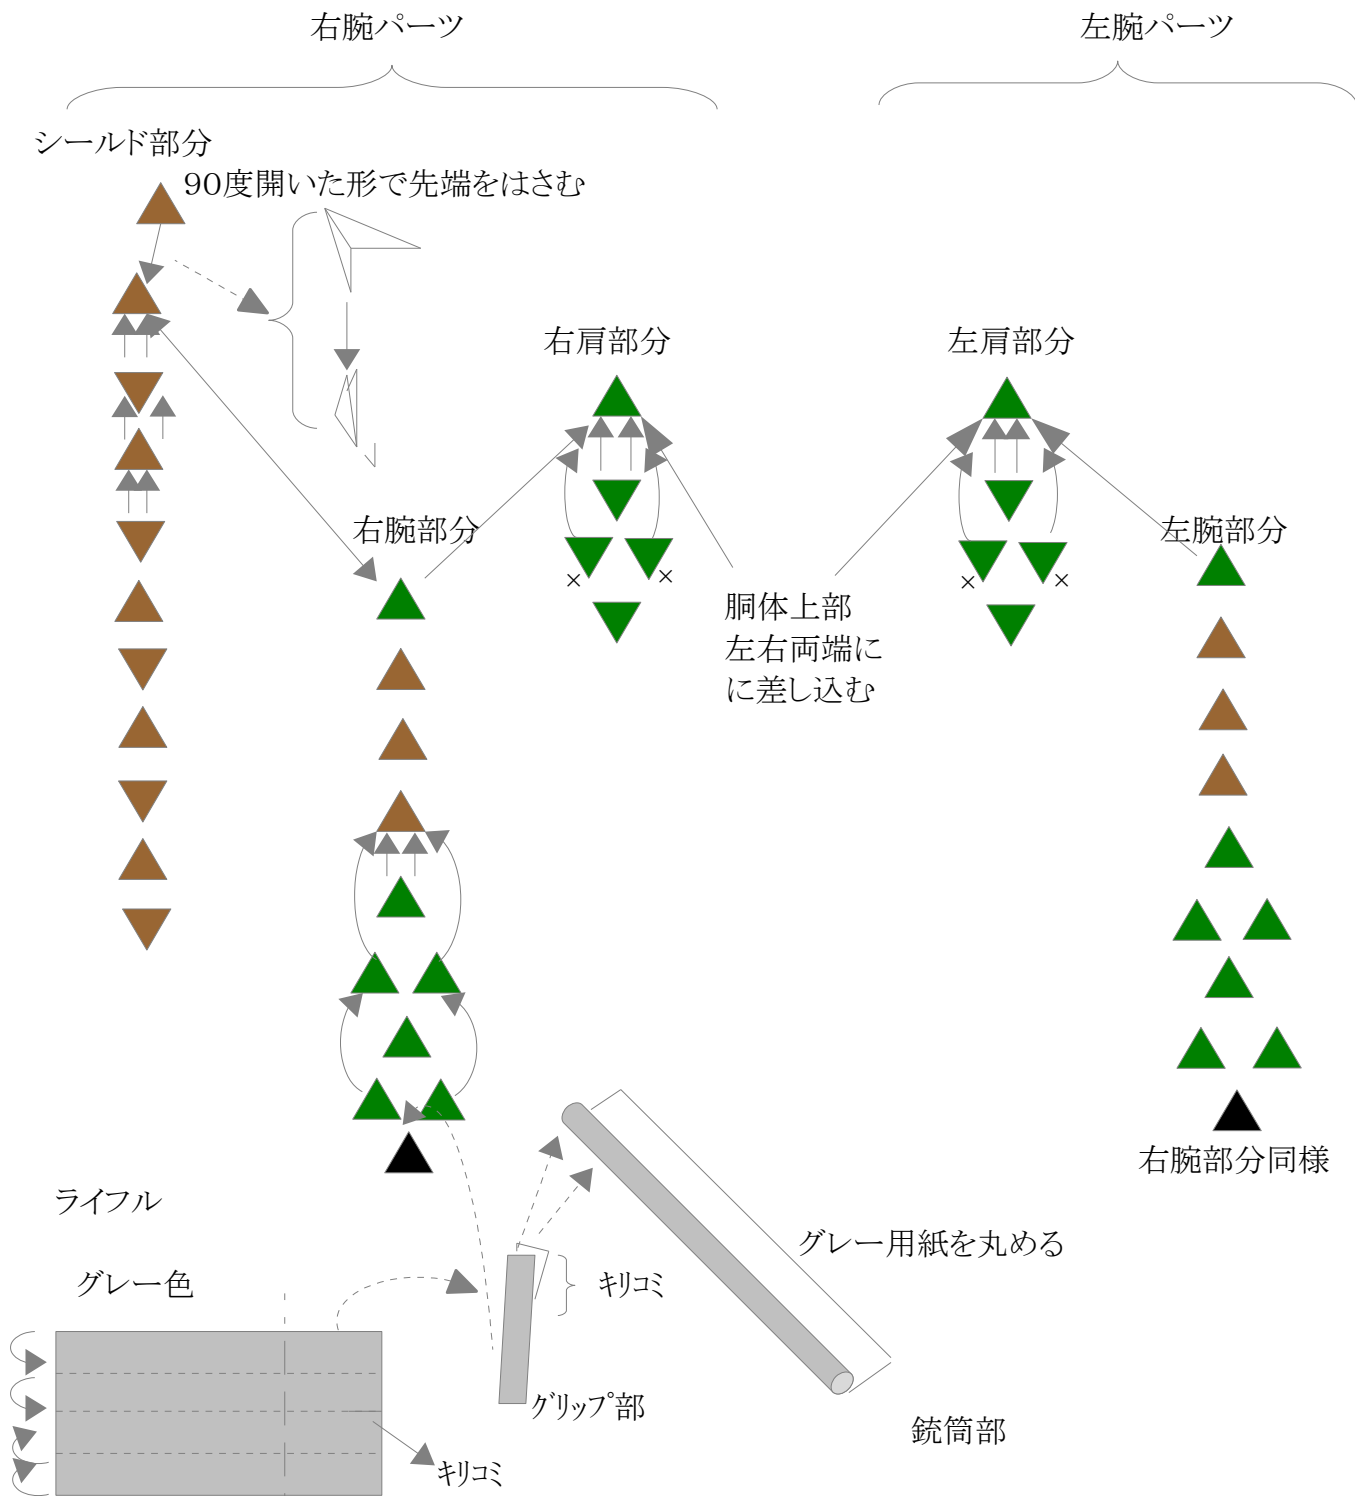 右腕パーツ
左腕パーツ
シールド部分
90度開いた形で先端をはさむ
右肩部分
左肩部分
右腕部分
左腕部分
×
×
×
×
胴体上部
左右両端に
に差し込む
右腕部分同様
ライフル
グレー用紙を丸める
グレー色
キリコミ
グリップ部
銃筒部
キリコミ